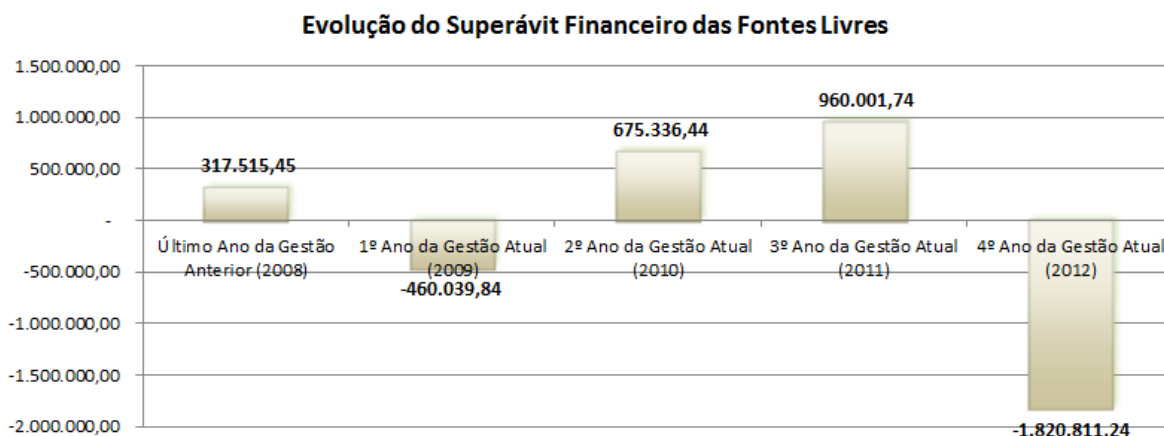 Evolução do Superávit Financeiro das Fontes Livres
1.500.000,00
1.000.000,00
500.000,00
-
-500.000,00
-1.000.000,00
-1.500.000,00
-2.000.000,00
317.515,45
-460.039,84
675.336,44
960.001,74
-1.820.811,24
Último Ano da Gestão
Anterior (2008)
1º Ano da Gestão Atual
(2009)
2º Ano da Gestão Atual
(2010)
3º Ano da Gestão Atual
(2011)
4º Ano da Gestão Atual
(2012)